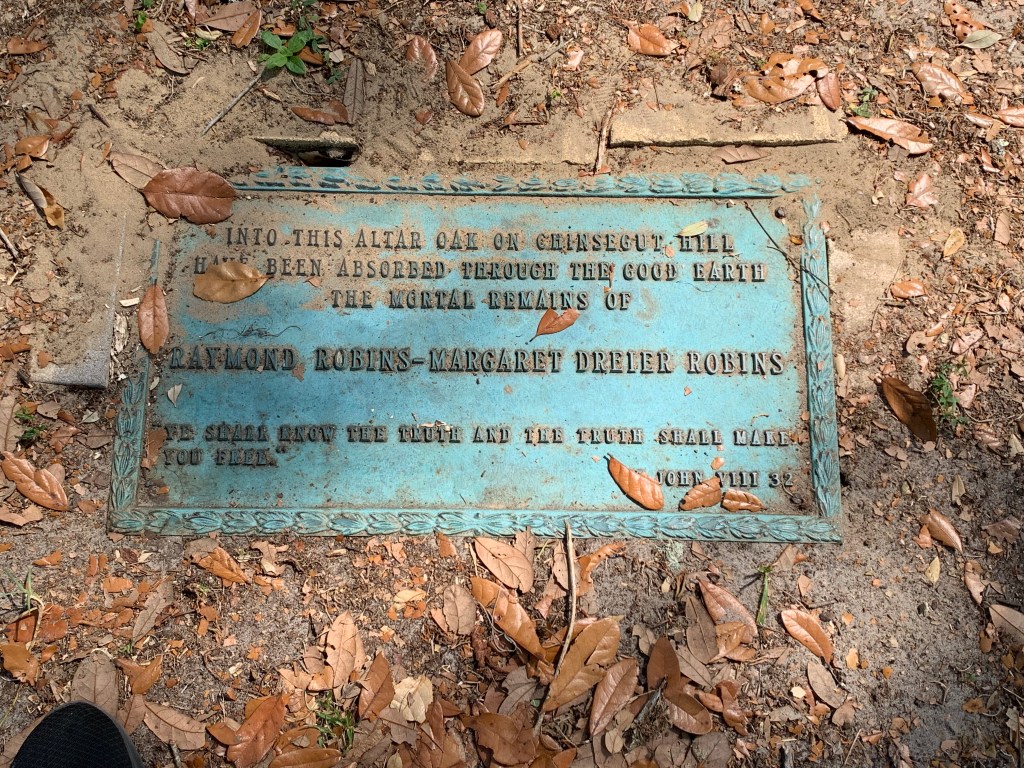 INTO THIS ALTAR OAK ON CHINSEGUT HILL
HAVE BEEN ABSORBED THROUGH THE GOOD EARTH
THE MORTAL REMAINS OF
RAYMOND ROBINS-MARGARET DREIER ROBINS
"YE SHALL KNOW THE TRUTH AND THE TRUTH SHALL MAKE
YOU FREE."
JOHN VIII 32